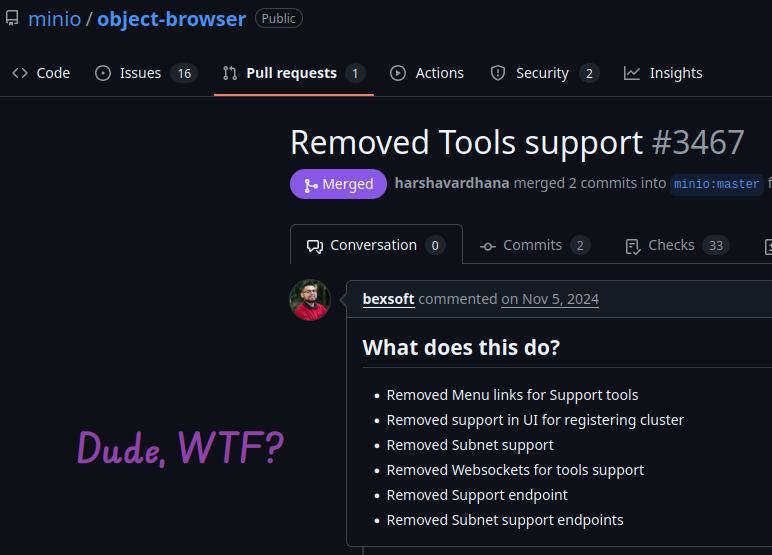 minio / object-browser Public
Code Issues 16 Pull requests 1 Actions Security 2 Insights
Removed Tools support #3467
Merged harshavardhana merged 2 commits into minio:master f
Conversation 0 Commits 2 Checks 33
bexsoft commented on Nov 5, 2024
What does this do?
Removed Menu links for Support tools
Removed support in UI for registering cluster
Dude, WTF?
Removed Subnet support
Removed Websockets for tools support
Removed Support endpoint
Removed Subnet support endpoints